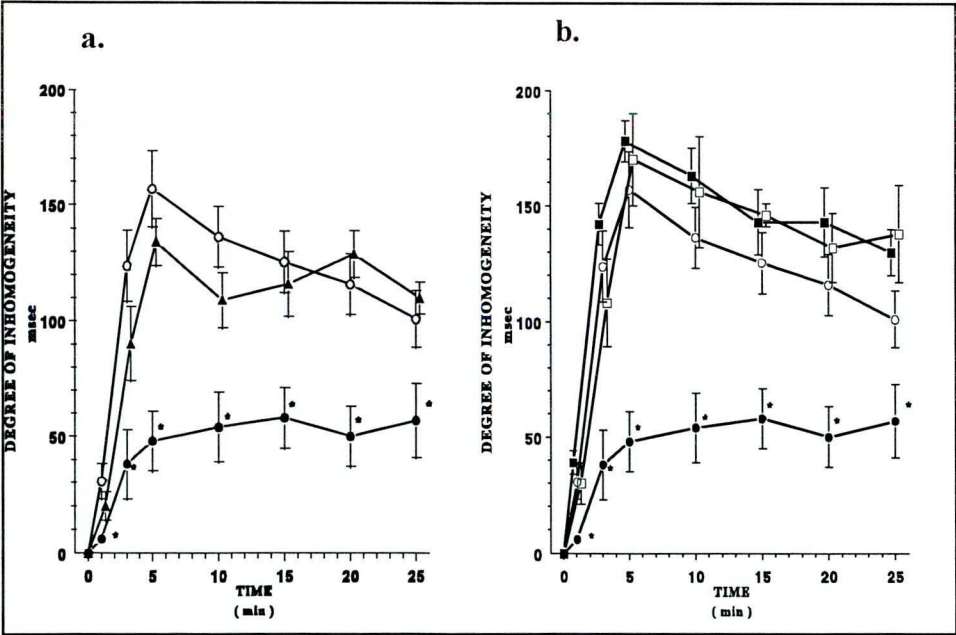 a.
200
150
100
50
0
DEGREE OF INHOMOGENEITY
msec
0 5 10 15 20 25
TIME
( min )
b.
200
150
100
50
0
DEGREE OF INHOMOGENEITY
msec
0 5 10 15 20 25
TIME
( min )